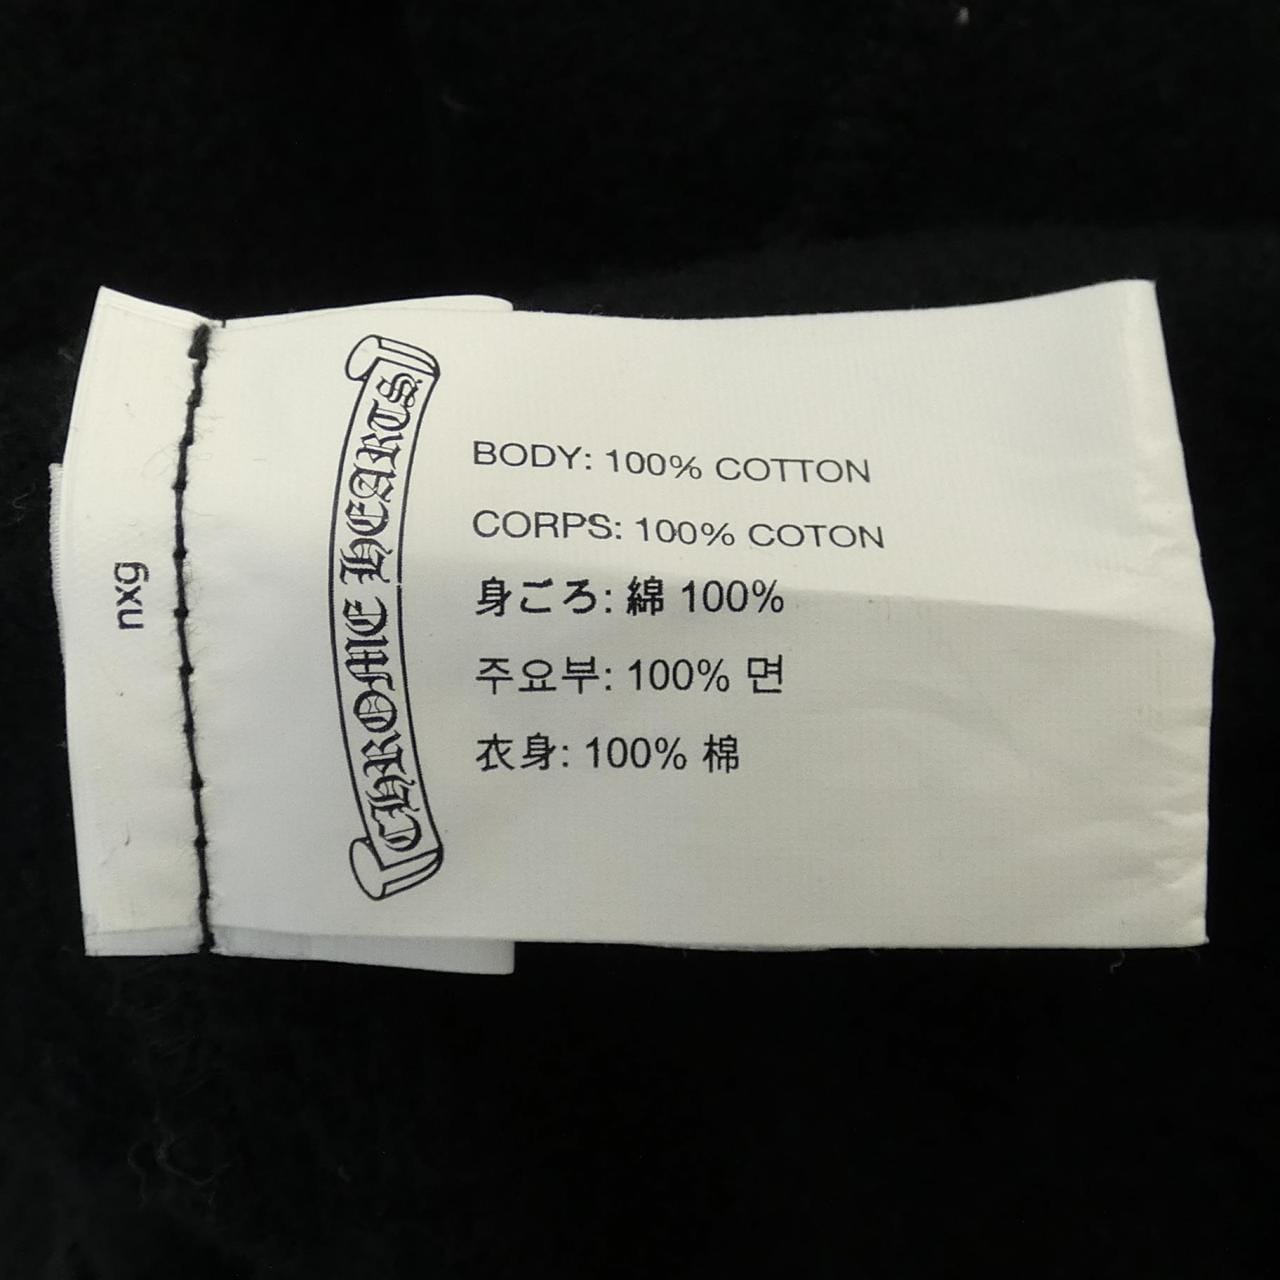 nxg
CHROME HEARTS
BODY: 100% COTTON
CORPS: 100% COTON
身ごろ: 綿 100%
주요부: 100% 면
衣身: 100% 棉